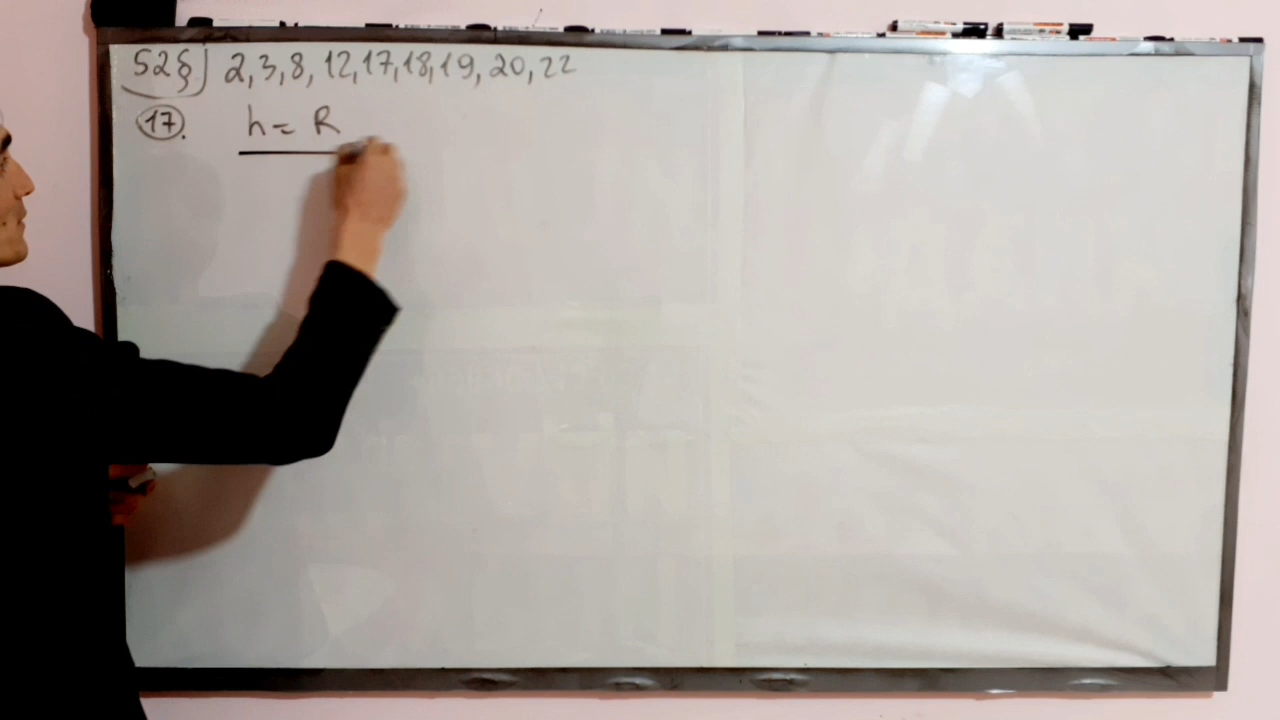 52§) 2, 3, 8, 12, 17, 18, 19, 20, 22
17. h = R